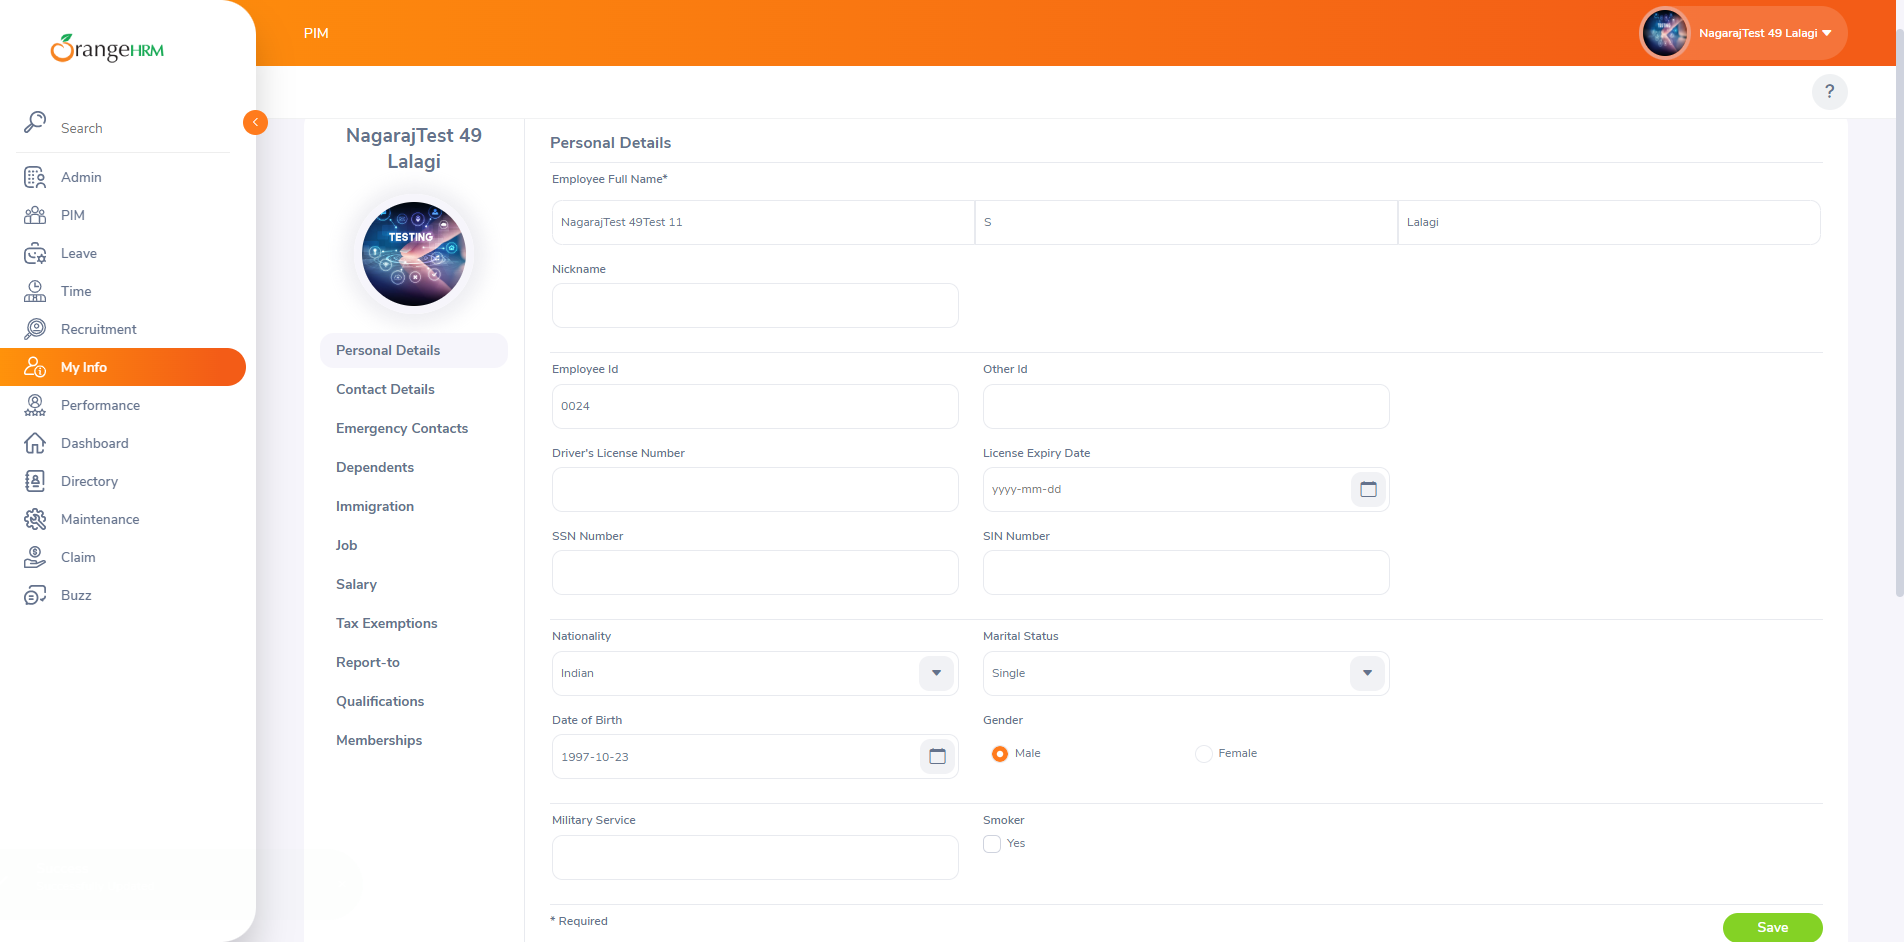 OrangeHRM
PIM
NagarajTest 49 Lalagi
?
Search
Admin
PIM
Leave
Time
Recruitment
My Info
Performance
Dashboard
Directory
Maintenance
Claim
Buzz
NagarajTest 49
Lalagi
TESTING
Personal Details
Contact Details
Emergency Contacts
Dependents
Immigration
Job
Salary
Tax Exemptions
Report-to
Qualifications
Memberships
Personal Details
Employee Full Name*
NagarajTest 49Test 11 S Lalagi
Nickname
Employee Id Other Id
0024
Driver's License Number License Expiry Date
yyyy-mm-dd
SSN Number SIN Number
Nationality Marital Status
Indian Single
Date of Birth Gender
1997-10-23 Male Female
Military Service Smoker
Yes
* Required
Save